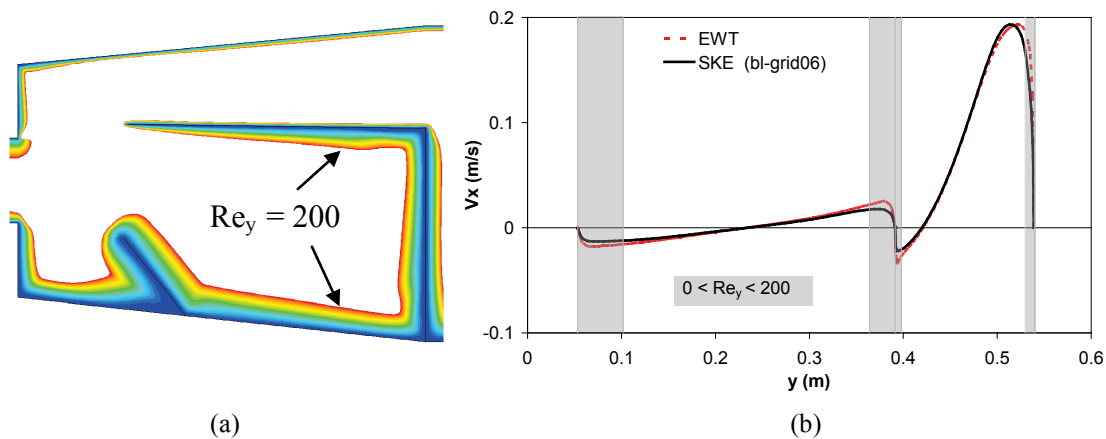 Re_y = 200
(a)
EWT
SKE (bl-grid06)
Vx (m/s)
0.2
0.1
0
-0.1
0 < Re_y < 200
0 0.1 0.2 0.3 0.4 0.5 0.6
y (m)
(b)